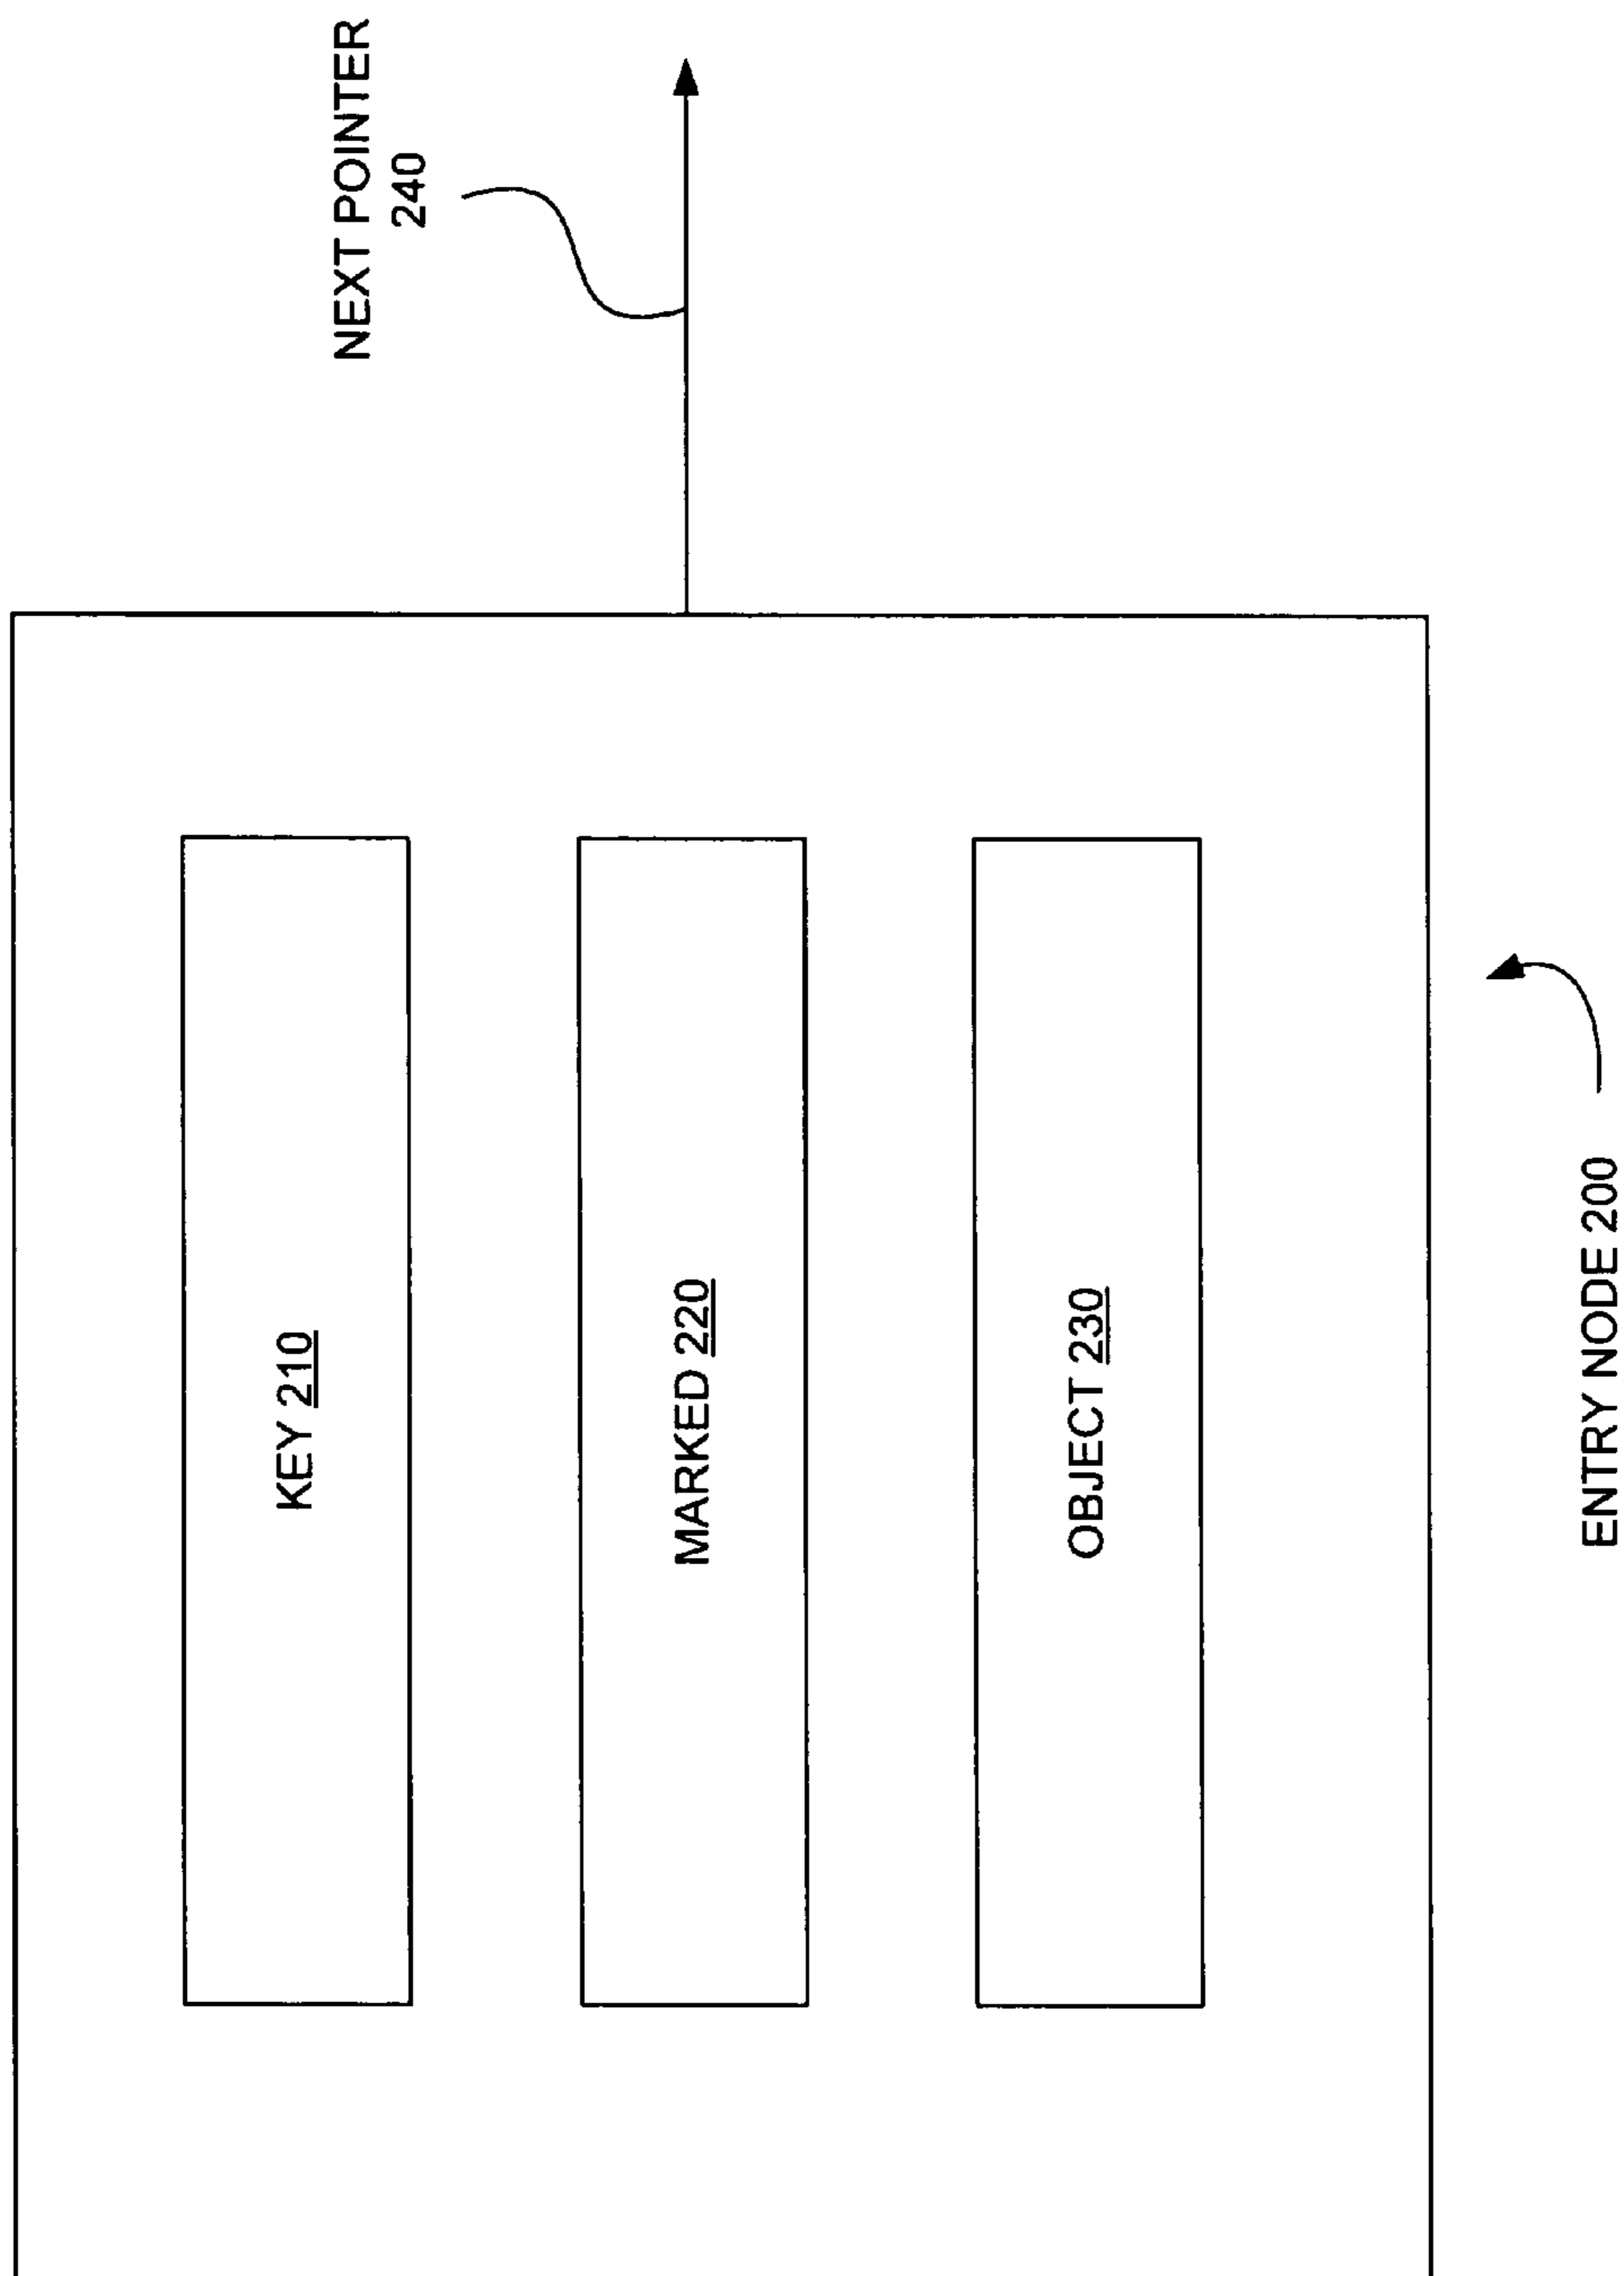 NEXT POINTER
240
KEY 210
MARKED 220
OBJECT 230
ENTRY NODE 200